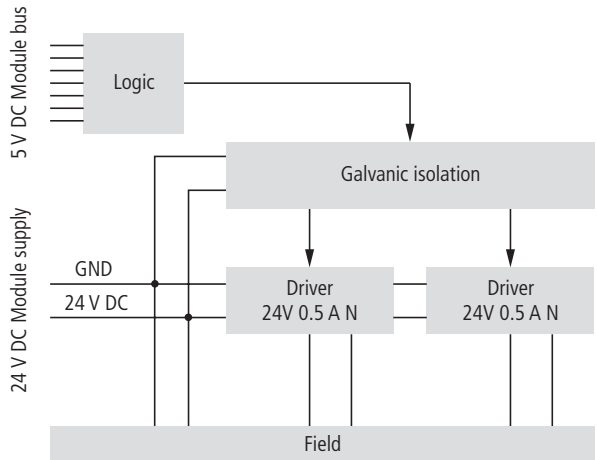 5 V DC Module bus
Logic
Galvanic isolation
24 V DC Module supply
GND
24 V DC
Driver
24V 0.5 A N
Driver
24V 0.5 A N
Field